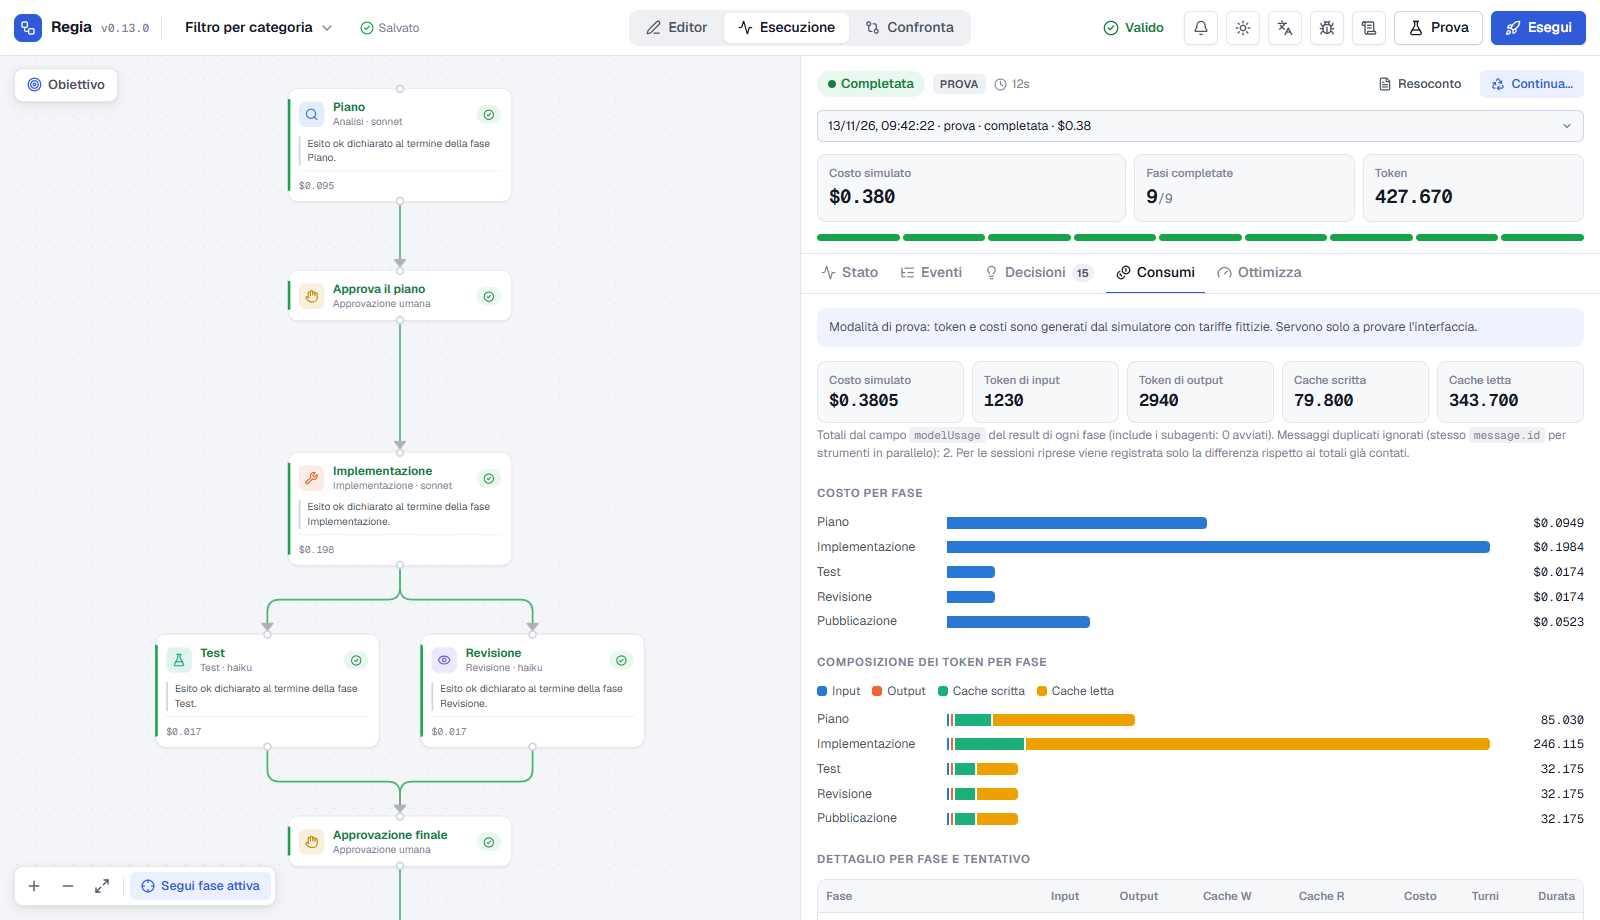 Regia v0.13.0 Filtro per categoria Salvato Editor Esecuzione Confronta Valido Prova Esegui
Obiettivo
Piano
Analisi · sonnet
Esito ok dichiarato al termine della fase
Piano.
$0.095
Approva il piano
Approvazione umana
Implementazione
Implementazione · sonnet
Esito ok dichiarato al termine della fase
Implementazione.
$0.198
Test
Test · haiku
Esito ok dichiarato al termine della fase
Test.
$0.017
Revisione
Revisione · haiku
Esito ok dichiarato al termine della fase
Revisione.
$0.017
Approvazione finale
Approvazione umana
Segui fase attiva
Completata PROVA 12s Resoconto Continua…
13/11/26, 09:42:22 · prova · completata · $0.38
Costo simulato
$0.380
Fasi completate
9/9
Token
427.670
Stato Eventi Decisioni 15 Consumi Ottimizza
Modalità di prova: token e costi sono generati dal simulatore con tariffe fittizie. Servono solo a provare l'interfaccia.
Costo simulato
$0.3805
Token di input
1230
Token di output
2940
Cache scritta
79.800
Cache letta
343.700
Totali dal campo modelUsage del result di ogni fase (include i subagenti: 0 avviati). Messaggi duplicati ignorati (stesso message.id per
strumenti in parallelo): 2. Per le sessioni riprese viene registrata solo la differenza rispetto ai totali già contati.
COSTO PER FASE
Piano $0.0949
Implementazione $0.1984
Test $0.0174
Revisione $0.0174
Pubblicazione $0.0523
COMPOSIZIONE DEI TOKEN PER FASE
Input Output Cache scritta Cache letta
Piano 85.030
Implementazione 246.115
Test 32.175
Revisione 32.175
Pubblicazione 32.175
DETTAGLIO PER FASE E TENTATIVO
Fase Input Output Cache W Cache R Costo Turni Durata